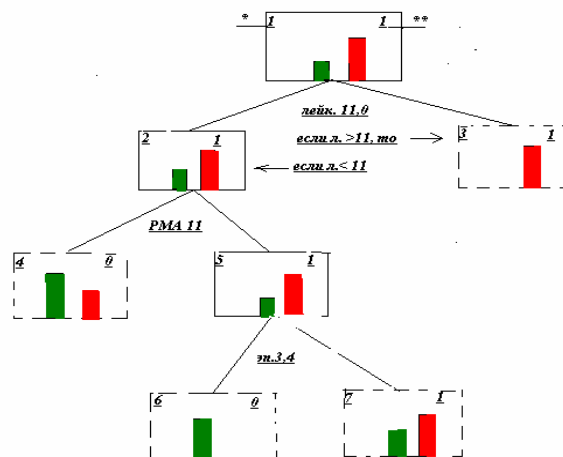 * 1 1 **
лейк. 11,0
2 1
если л. >11, то
3 1
если л.< 11
РМА 11
4 0
5 1
эп.3,4
6 0
7 1